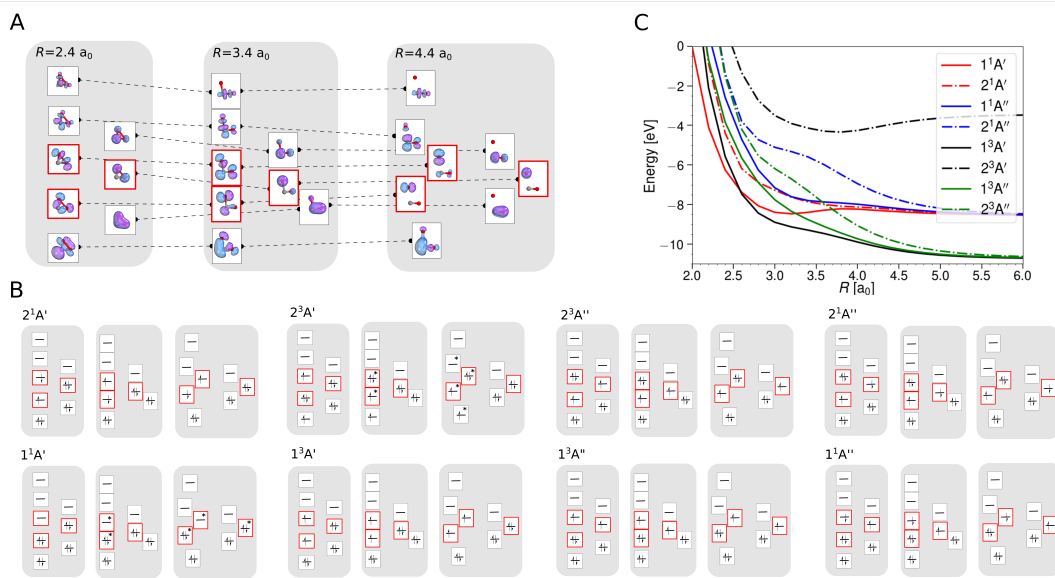 A
R=2.4 a₀
R=3.4 a₀
R=4.4 a₀
B
2¹A′
2³A′
2³A′′
2¹A′′
1¹A′
1³A′
1³A′′
1¹A′′
C
Energy [eV]
0
−2
−4
−6
−8
−10
2.0 2.5 3.0 3.5 4.0 4.5 5.0 5.5 6.0
R [a₀]
1¹A′
2¹A′
1¹A′′
2¹A′′
1³A′
2³A′
1³A′′
2³A′′